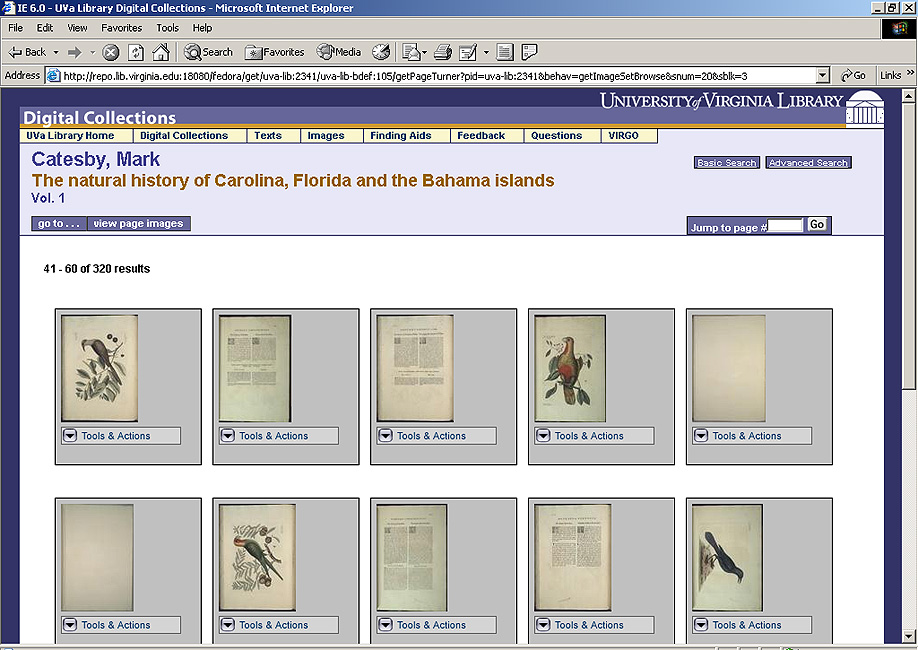 IE 6.0 - UVa Library Digital Collections - Microsoft Internet Explorer
File Edit View Favorites Tools Help
Back Search Favorites Media
Address http://repo.lib.virginia.edu:18080/fedora/get/uva-lib:2341/uva-lib-bdef:105/getPageTurner?pid=uva-lib:2341&behav=getImageSetBrowse&snum=20&sblk=3 Go Links »
UNIVERSITY of VIRGINIA LIBRARY
Digital Collections
UVa Library Home Digital Collections Texts Images Finding Aids Feedback Questions VIRGO
Catesby, Mark
Basic Search Advanced Search
The natural history of Carolina, Florida and the Bahama islands
Vol. 1
go to . . . view page images
Jump to page # Go
41 - 60 of 320 results
Tools & Actions Tools & Actions Tools & Actions Tools & Actions Tools & Actions
Tools & Actions Tools & Actions Tools & Actions Tools & Actions Tools & Actions